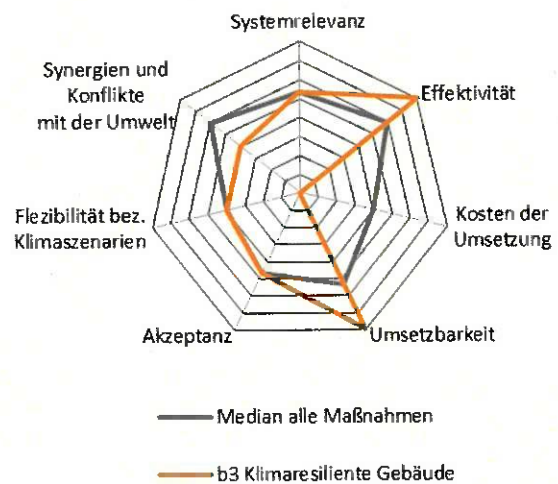 Systemrelevanz
Effektivität
Kosten der
Umsetzung
Umsetzbarkeit
Akzeptanz
Flezibilität bez.
Klimaszenarien
Synergien und
Konflikte
mit der Umwelt
Median alle Maßnahmen
b3 Klimaresiliente Gebäude